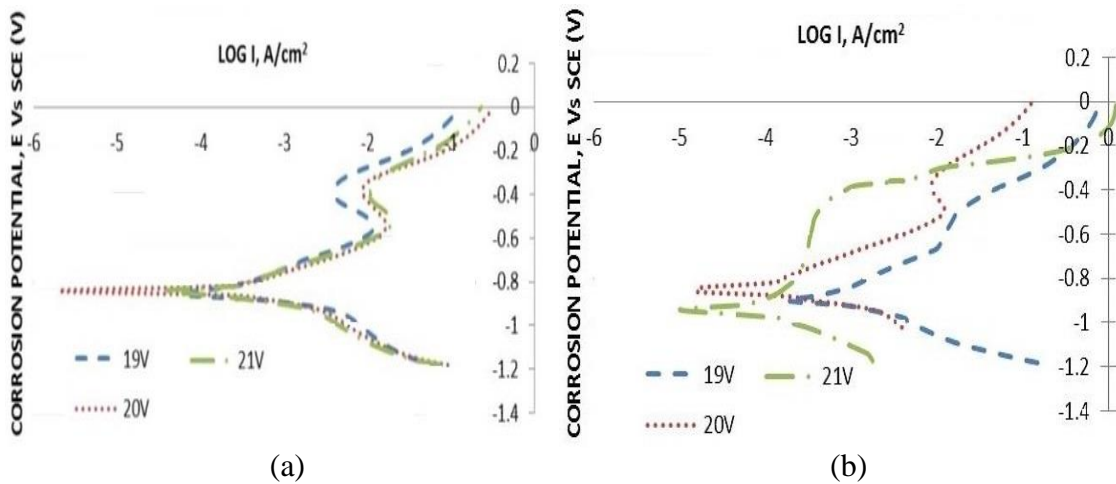 CORROSION POTENTIAL, E Vs SCE (V)
LOG I, A/cm²
0.2
0
-6 -5 -4 -3 -2 -1 0
-0.2
-0.4
-0.6
-0.8
-1
-1.2
-1.4
19V 21V
20V
(a)
CORROSION POTENTIAL, E Vs SCE (V)
LOG I, A/cm²
0.2
0
-6 -5 -4 -3 -2 -1 0
-0.2
-0.4
-0.6
-0.8
-1
-1.2
-1.4
19V 21V
20V
(b)